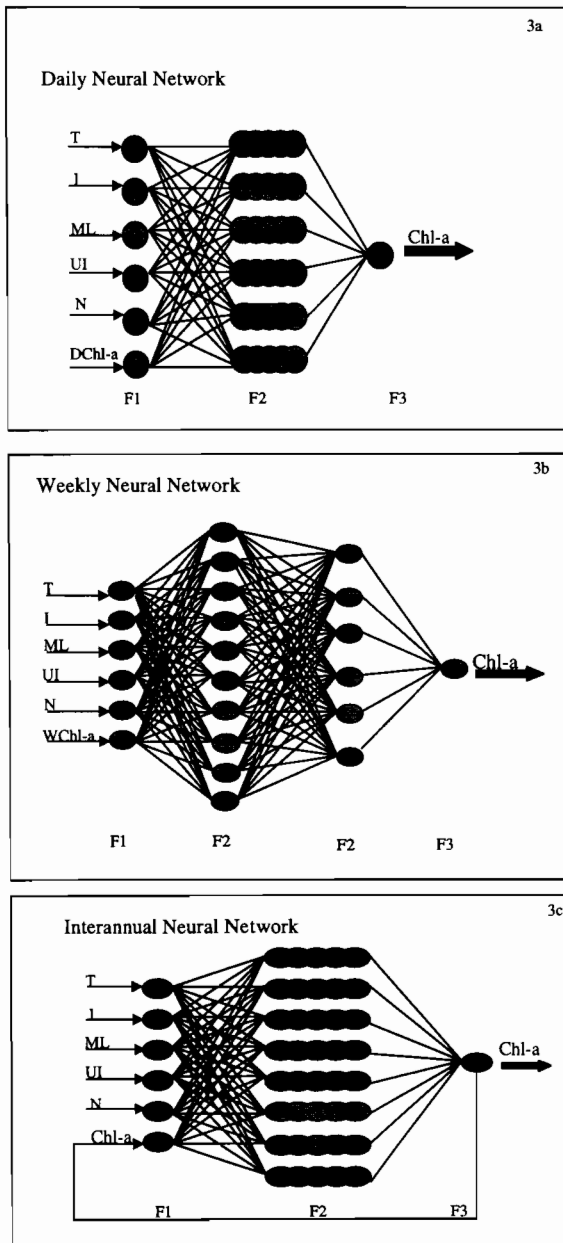 3a
Daily Neural Network
T
I
ML
UI
N
DChl-a
Chl-a
F1 F2 F3
3b
Weekly Neural Network
T
I
ML
UI
N
WChl-a
Chl-a
F1 F2 F2 F3
3c
Interannual Neural Network
T
I
ML
UI
N
Chl-a
Chl-a
F1 F2 F3